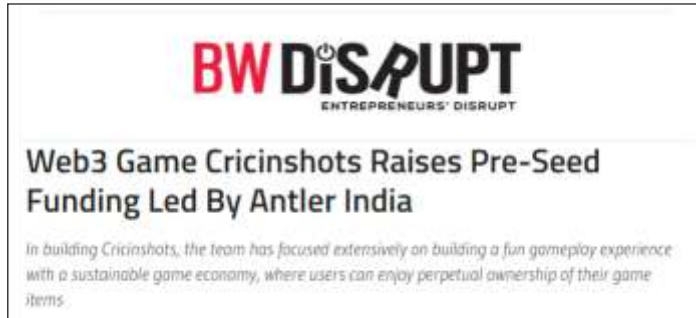 BW DISRUPT
ENTREPRENEURS' DISRUPT
Web3 Game Cricinshots Raises Pre-Seed
Funding Led By Antler India
In building Cricinshots, the team has focused extensively on building a fun gameplay experience
with a sustainable game economy, where users can enjoy perpetual ownership of their game
items